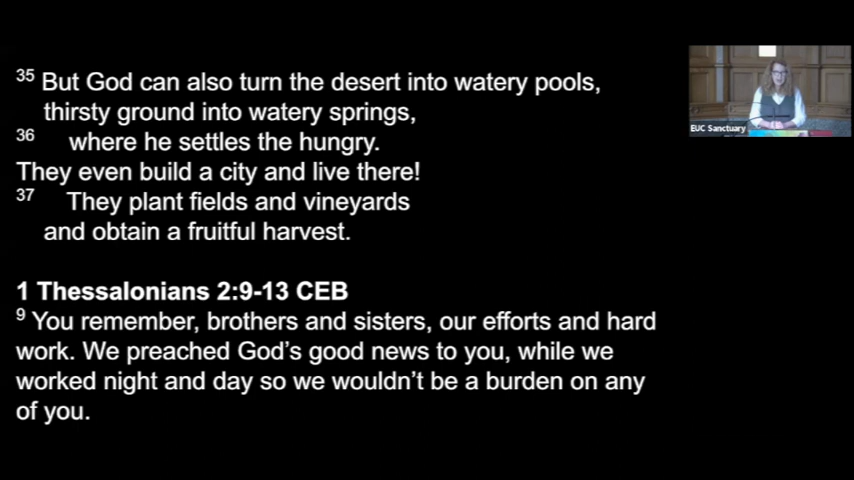 35 But God can also turn the desert into watery pools,
thirsty ground into watery springs,
36 where he settles the hungry.
They even build a city and live there!
37 They plant fields and vineyards
and obtain a fruitful harvest.
1 Thessalonians 2:9-13 CEB
9 You remember, brothers and sisters, our efforts and hard
work. We preached God’s good news to you, while we
worked night and day so we wouldn’t be a burden on any
of you.
EUC Sanctuary